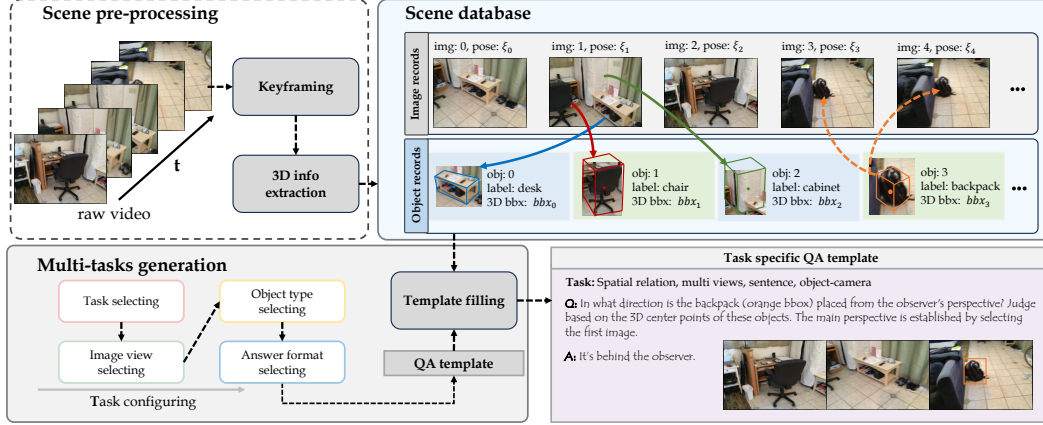 Scene pre-processing
Keyframing
3D info
extraction
t
raw video
Scene database
Image records
img: 0, pose: ξ0
img: 1, pose: ξ1
img: 2, pose: ξ2
img: 3, pose: ξ3
img: 4, pose: ξ4
...
Object records
obj: 0
label: desk
3D bbx: bbx0
obj: 1
label: chair
3D bbx: bbx1
obj: 2
label: cabinet
3D bbx: bbx2
obj: 3
label: backpack
3D bbx: bbx3
...
Multi-tasks generation
Task selecting
Object type
selecting
Image view
selecting
Answer format
selecting
Task configuring
Template filling
QA template
Task specific QA template
Task: Spatial relation, multi views, sentence, object-camera
Q: In what direction is the backpack (orange bbox) placed from the observer's perspective? Judge
based on the 3D center points of these objects. The main perspective is established by selecting
the first image.
A: It's behind the observer.